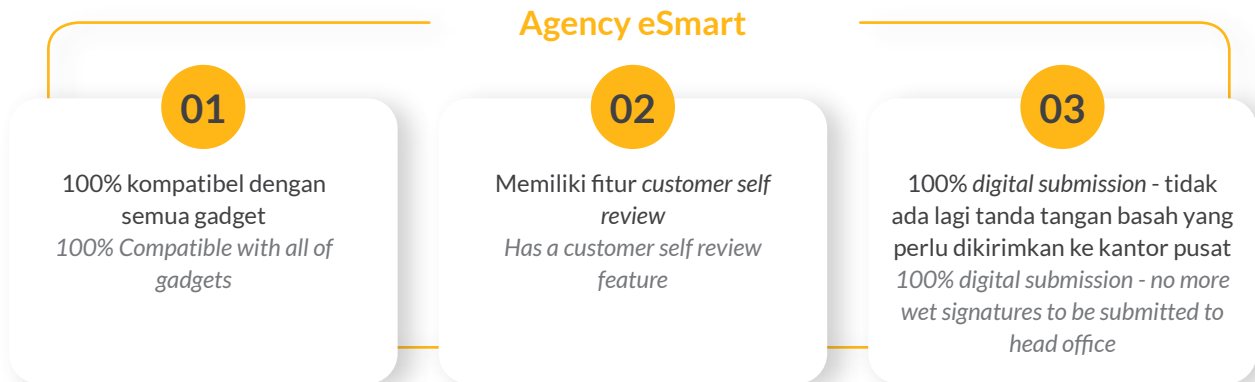 Agency eSmart
01
100% kompatibel dengan
semua gadget
100% Compatible with all of
gadgets
02
Memiliki fitur customer self
review
Has a customer self review
feature
03
100% digital submission - tidak
ada lagi tanda tangan basah yang
perlu dikirimkan ke kantor pusat
100% digital submission - no more
wet signatures to be submitted to
head office